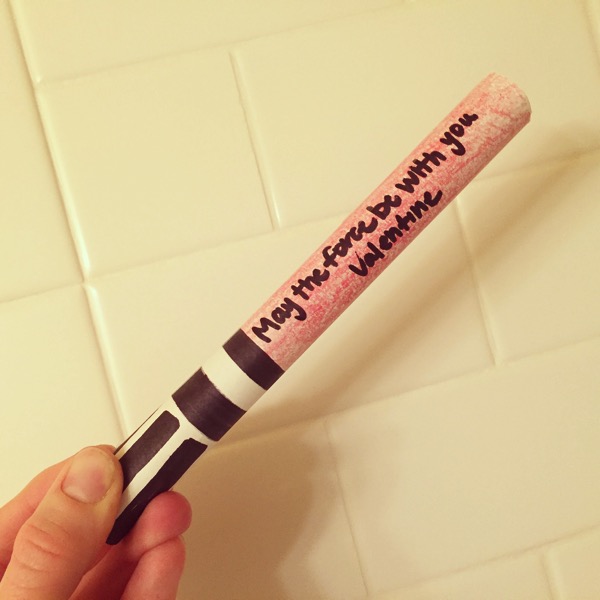 May the force be with you
Valentine